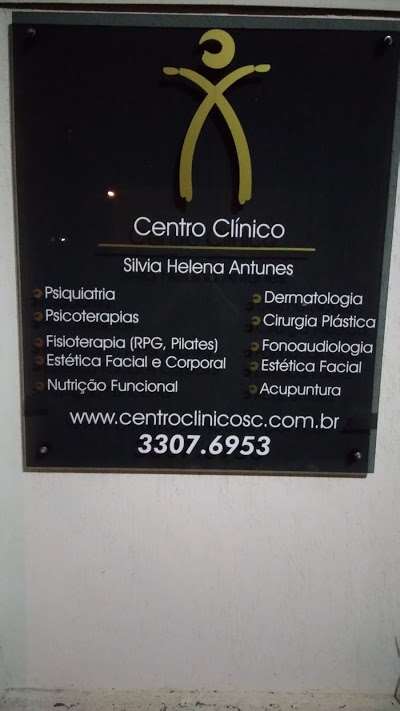 Centro Clínico
Silvia Helena Antunes
Psiquiatria
Psicoterapias
Fisioterapia (RPG, Pilates)
Estética Facial e Corporal
Nutrição Funcional
Dermatologia
Cirurgia Plástica
Fonoaudiologia
Estética Facial
Acupuntura
www.centroclinicosc.com.br
3307.6953